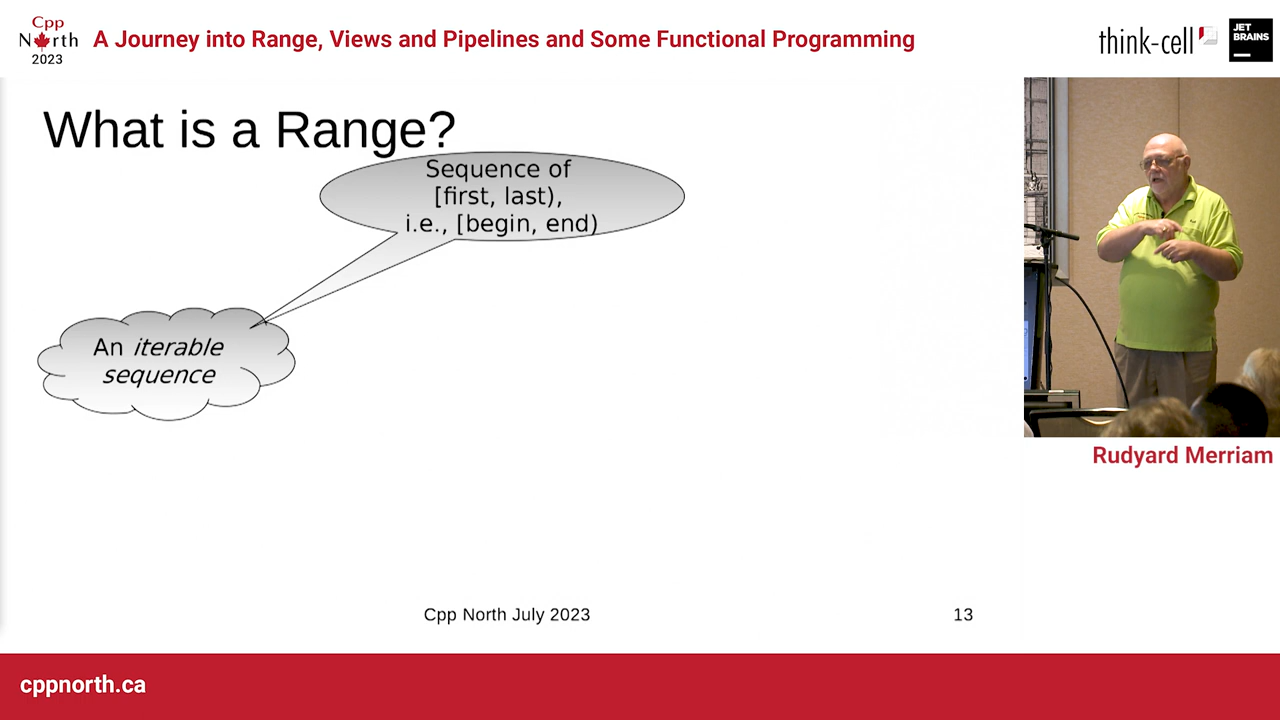 Cpp
North
2023
A Journey into Range, Views and Pipelines and Some Functional Programming
think-cell
JET
BRAINS
What is a Range?
Sequence of
[first, last),
i.e., [begin, end)
An iterable
sequence
Rudyard Merriam
Cpp North July 2023
13
cppnorth.ca